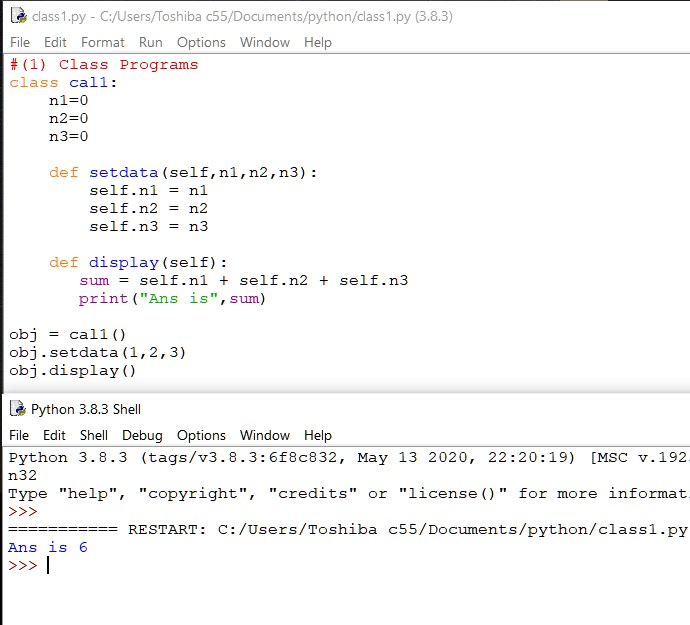 class1.py - C:/Users/Toshiba c55/Documents/python/class1.py (3.8.3)
File Edit Format Run Options Window Help
#(1) Class Programs
class call:
    n1=0
    n2=0
    n3=0
    def setdata(self,n1,n2,n3):
        self.n1 = n1
        self.n2 = n2
        self.n3 = n3
    def display(self):
       sum = self.n1 + self.n2 + self.n3
       print("Ans is",sum)
obj = call()
obj.setdata(1,2,3)
obj.display()
Python 3.8.3 Shell
File Edit Shell Debug Options Window Help
Python 3.8.3 (tags/v3.8.3:6f8c832, May 13 2020, 22:20:19) [MSC v.192
n32
Type "help", "copyright", "credits" or "license()" for more informat
>>>
=========== RESTART: C:/Users/Toshiba c55/Documents/python/class1.py
Ans is 6
>>>